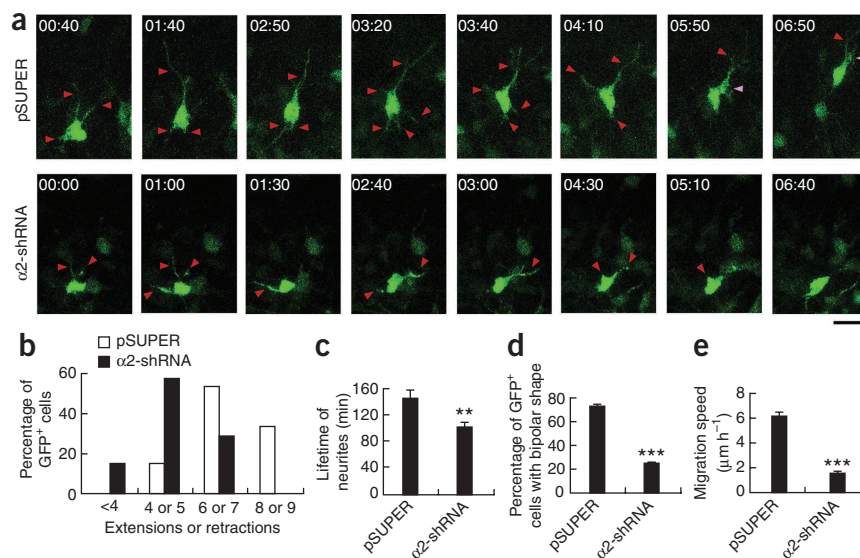 a
00:40 01:40 02:50 03:20 03:40 04:10 05:50 06:50
pSUPER
00:00 01:00 01:30 02:40 03:00 04:30 05:10 06:40
α2-shRNA
b
pSUPER
α2-shRNA
Percentage of
GFP⁺ cells
60
40
20
0
<4 4 or 5 6 or 7 8 or 9
Extensions or retractions
c
Lifetime of
neurites (min)
160
120
80
40
0
**
pSUPER
α2-shRNA
d
Percentage of GFP⁺
cells with bipolar shape
80
60
40
20
0
***
pSUPER
α2-shRNA
e
Migration speed
(μm h⁻¹)
8
6
4
2
0
***
pSUPER
α2-shRNA